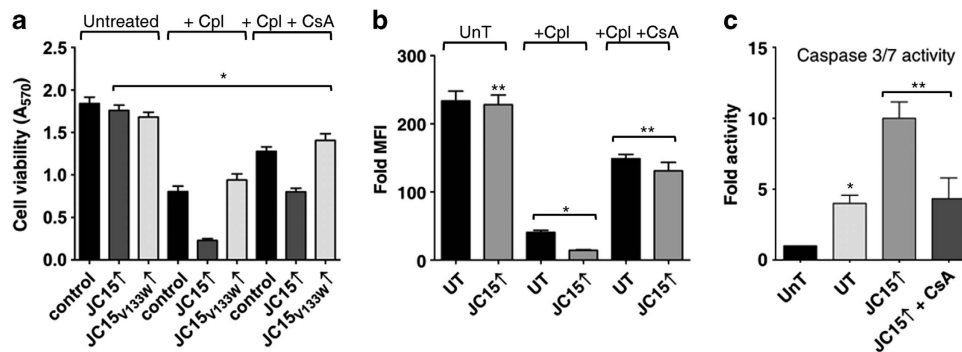 a
Untreated
+ Cpl
+ Cpl + CsA
Cell viability (A570)
2.5
2.0
1.5
1.0
0.5
0.0
*
control
JC15↑
JC15V133W↑
control
JC15↑
JC15V133W↑
control
JC15↑
JC15V133W↑
b
UnT
+Cpl
+Cpl +CsA
Fold MFI
300
200
100
0
**
*
**
UT
JC15↑
UT
JC15↑
UT
JC15↑
c
Caspase 3/7 activity
Fold activity
15
10
5
0
*
**
UnT
UT
JC15↑
JC15↑ + CsA